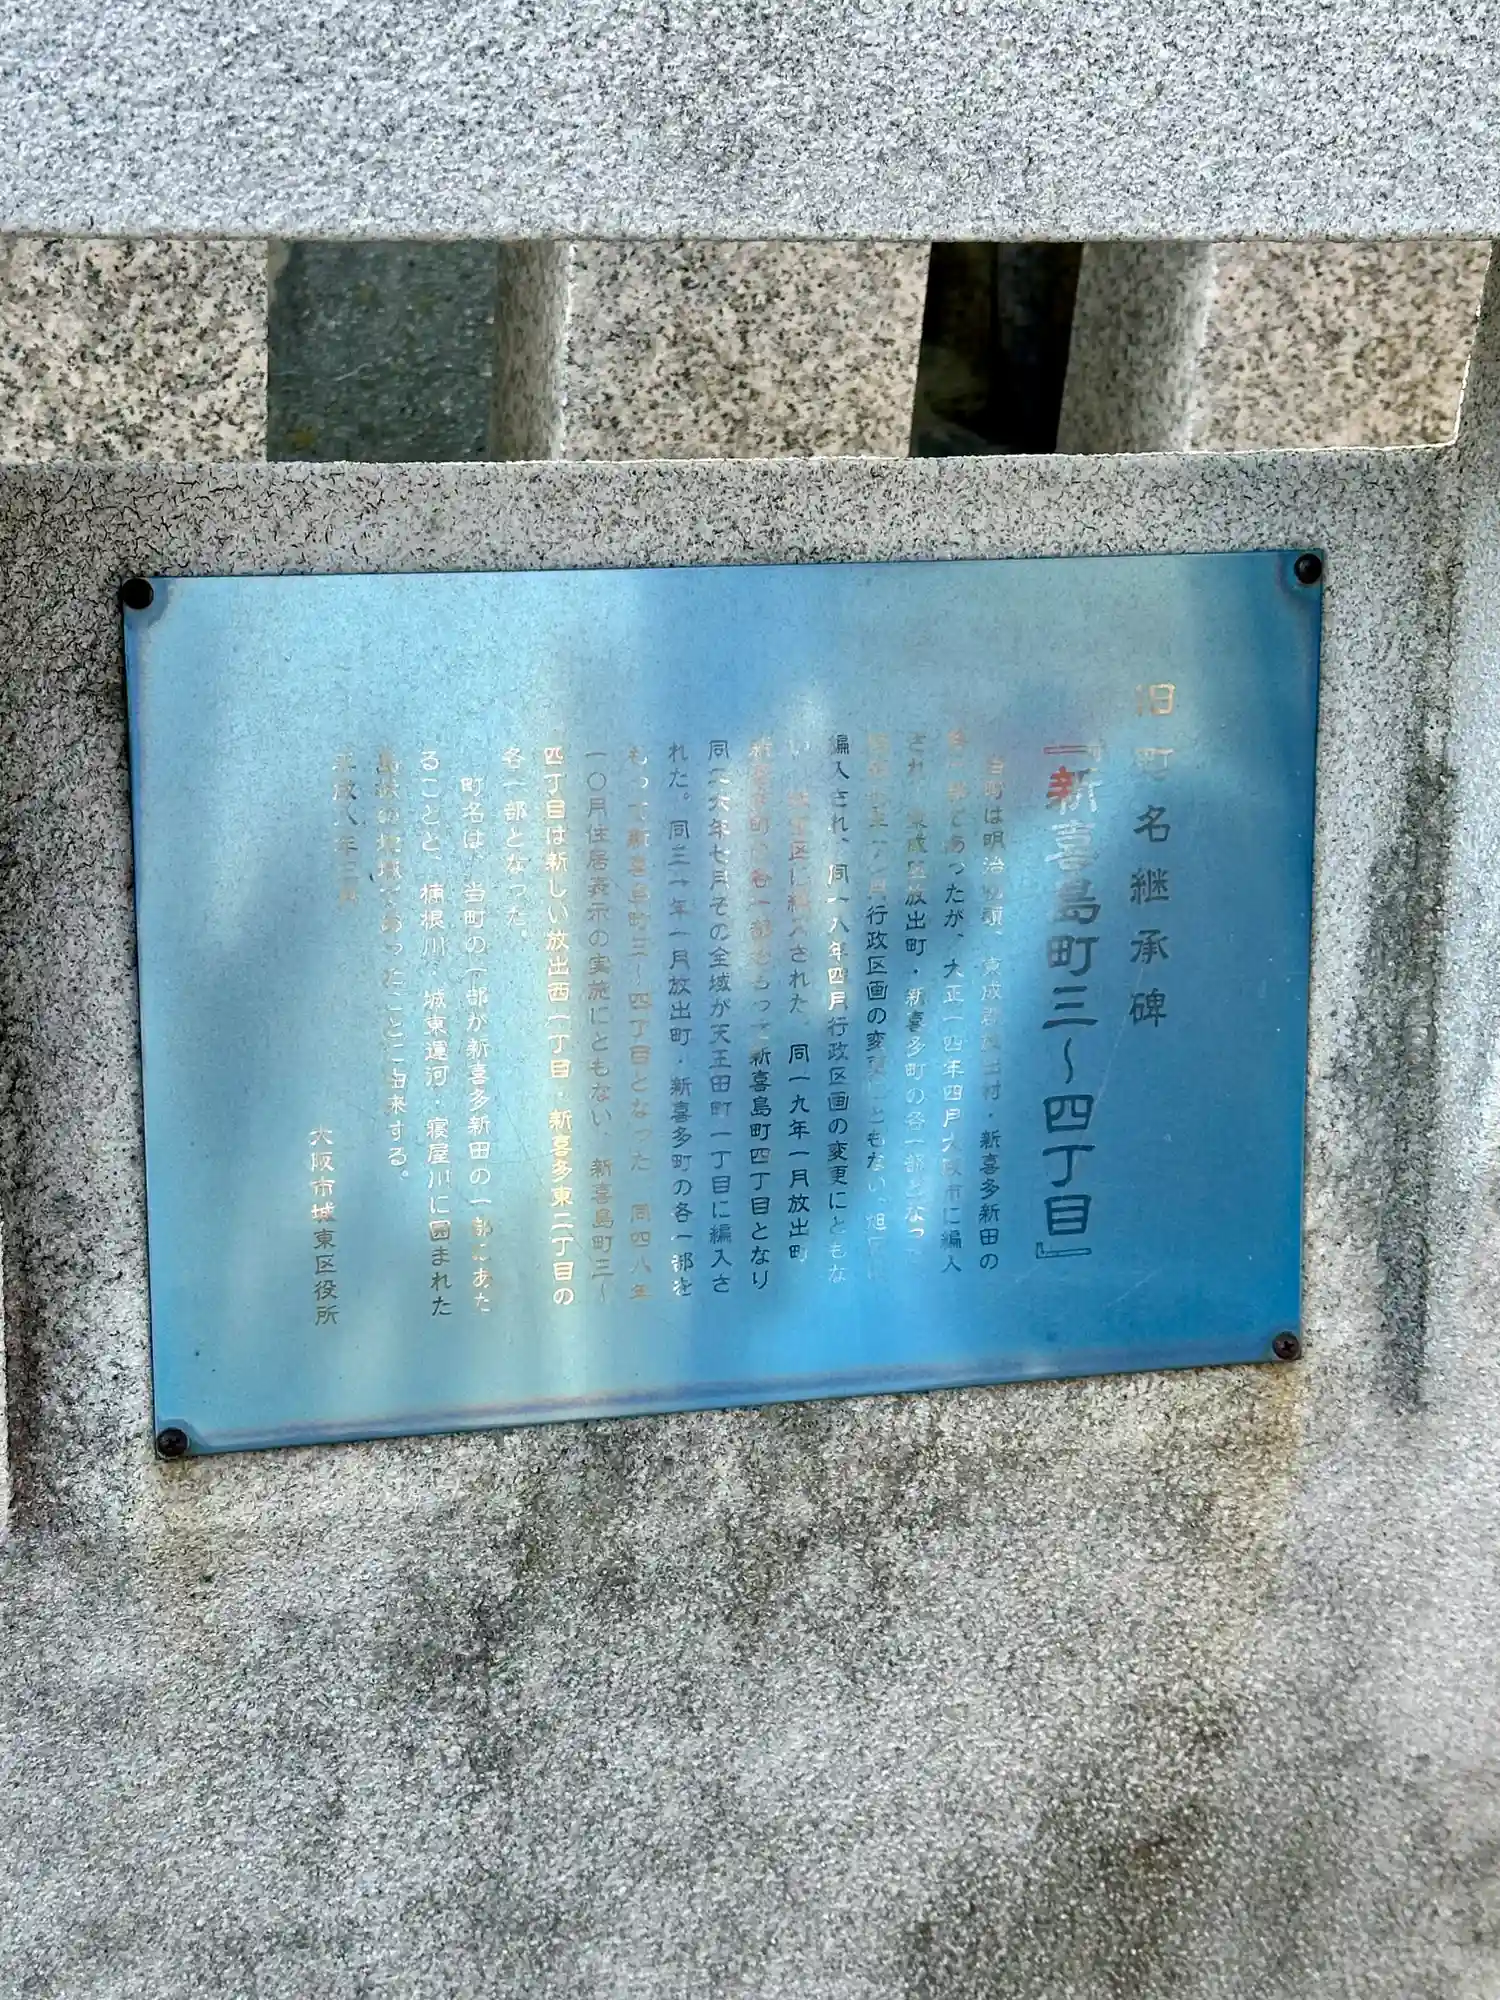 旧町名継承碑
『新喜島町三〜四丁目』
当町は明治初頭、東成郡放出村・新喜多新田の
各一部であったが、大正一四年四月大阪市に編入
され、東成区放出町・新喜多町の各一部となった。
行政区画の変更にともない、旭区に
編入され、同一八年四月行政区画の変更にともな
い、城東区に編入された。同一九年一月放出町・
新喜多町の各一部をもって新喜島町四丁目となり
同二六年七月その全域が天王田町一丁目に編入さ
れた。同三一年一月放出町・新喜多町の各一部を
もって新喜島町三〜四丁目となった。同四八年
一〇月住居表示の実施にともない、新喜島町三〜
四丁目は新しい放出西一丁目・新喜多東二丁目の
各一部となった。
町名は、当町の一部が新喜多新田の一部にあた
ることと、楠根川・城東運河・寝屋川に囲まれた
島状の地域であったことに由来する。
平成八年三月
大阪市城東区役所